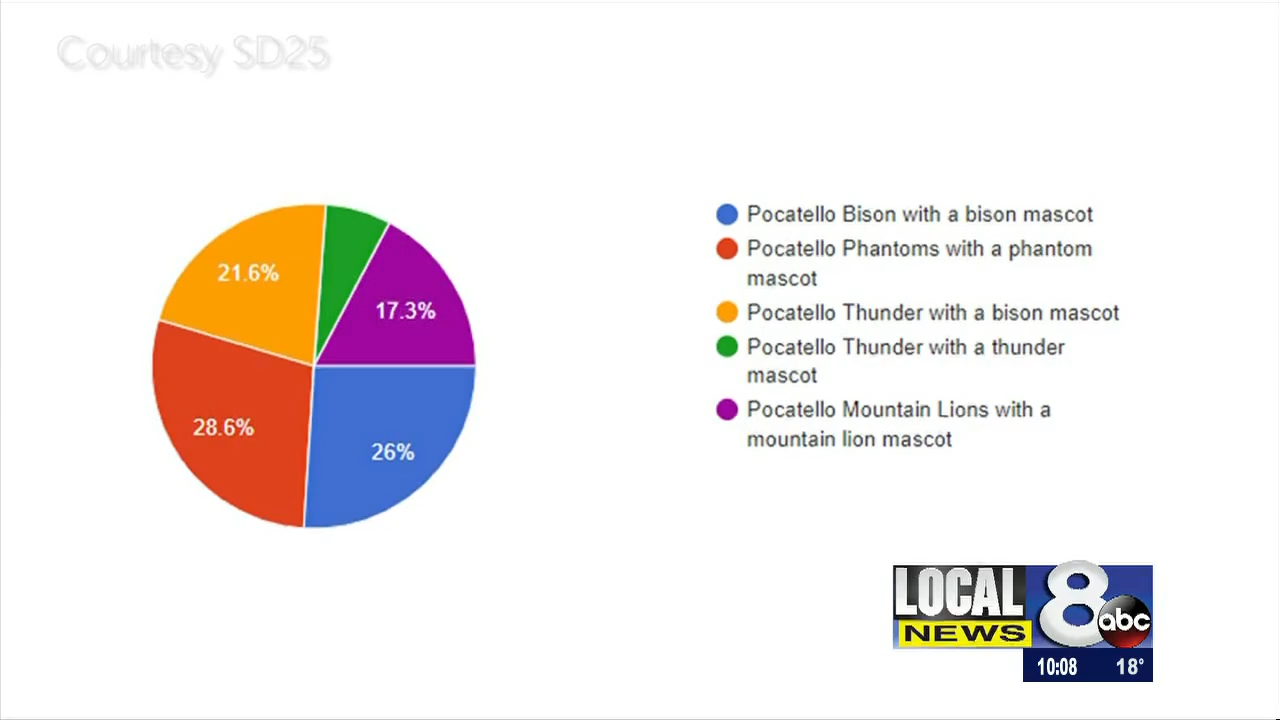 Courtesy SD25
21.6%
17.3%
28.6%
26%
Pocatello Bison with a bison mascot
Pocatello Phantoms with a phantom
mascot
Pocatello Thunder with a bison mascot
Pocatello Thunder with a thunder
mascot
Pocatello Mountain Lions with a
mountain lion mascot
LOCAL
NEWS
8
abc
10:08 18°